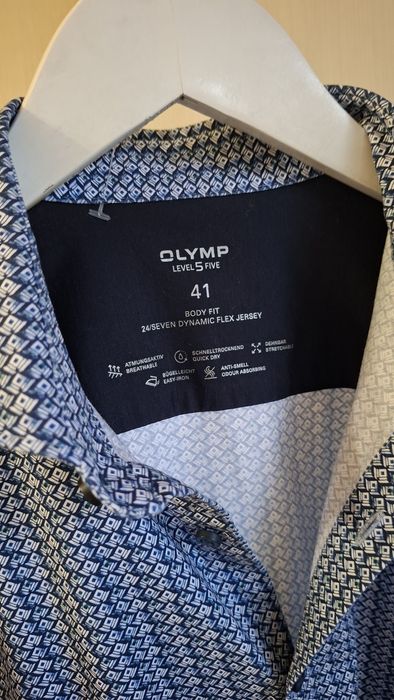 OLYMP
LEVEL 5 FIVE
41
BODY FIT
24/SEVEN DYNAMIC FLEX JERSEY
ATMUNGSAKTIV
BREATHABLE
SCHNELLTROCKNEND
QUICK DRY
DEHNBAR
STRETCHABLE
BÜGELLEICHT
EASY-IRON
ANTI-SMELL
ODOUR ABSORBING